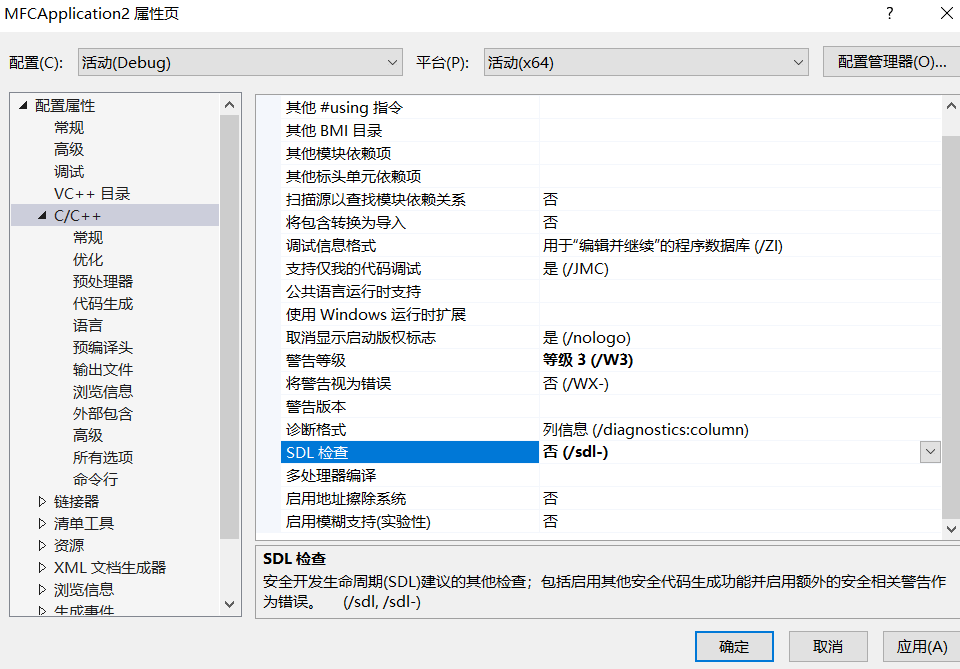 MFCApplication2 属性页
?
配置(C): 活动(Debug) 平台(P): 活动(x64) 配置管理器(O)...
配置属性
常规
高级
调试
VC++ 目录
C/C++
常规
优化
预处理器
代码生成
语言
预编译头
输出文件
浏览信息
外部包含
高级
所有选项
命令行
链接器
清单工具
资源
XML 文档生成器
浏览信息
生成事件
其他 #using 指令
其他 BMI 目录
其他模块依赖项
其他标头单元依赖项
扫描源以查找模块依赖关系 否
将包含转换为导入 否
调试信息格式 用于“编辑并继续”的程序数据库 (/ZI)
支持仅我的代码调试 是 (/JMC)
公共语言运行时支持
使用 Windows 运行时扩展
取消显示启动版权标志 是 (/nologo)
警告等级 等级 3 (/W3)
将警告视为错误 否 (/WX-)
警告版本
诊断格式 列信息 (/diagnostics:column)
SDL 检查 否 (/sdl-)
多处理器编译
启用地址擦除系统 否
启用模糊支持(实验性) 否
SDL 检查
安全开发生命周期(SDL)建议的其他检查；包括启用其他安全代码生成功能并启用额外的安全相关警告作
为错误。 (/sdl, /sdl-)
确定 取消 应用(A)